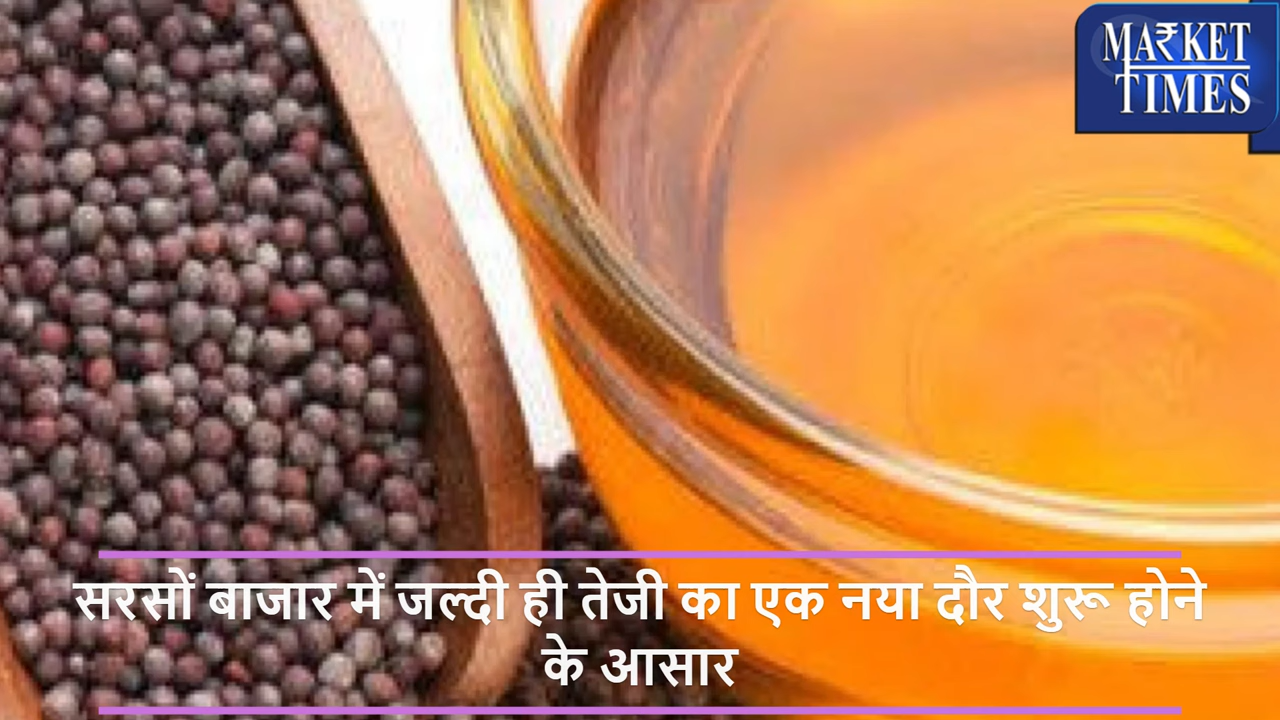 MA₹KET
TIMES
सरसों बाजार में जल्दी ही तेजी का एक नया दौर शुरू होने
के आसार